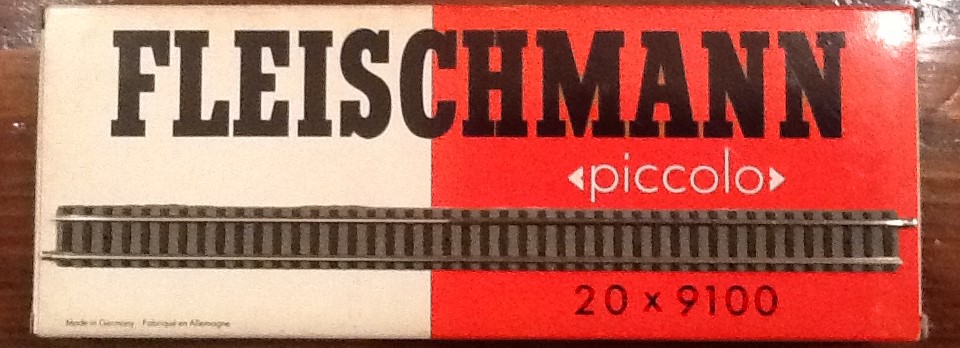 FLEISCHMANN
‹piccolo›
20 x 9100
Made in Germany Fabriqué en Allemagne